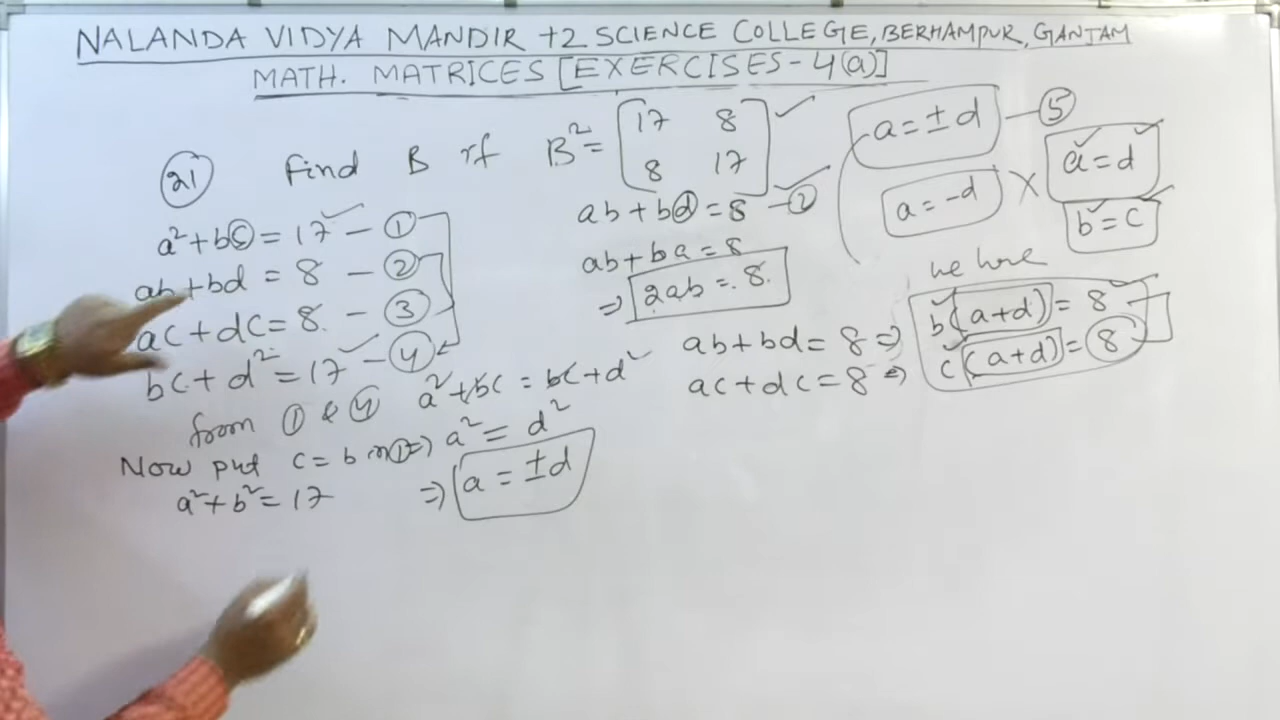 NALANDA VIDYA MANDIR +2 SCIENCE COLLEGE, BERHAMPUR, GANJAM
MATH. MATRICES [EXERCISES-4(a)]
(21) Find B if B² = [17 8
8 17] ✓
a²+bc = 17 ✓ — (1)
ab+bd = 8 — (2)
ac+dc = 8. — (3)
bc+d² = 17 ✓ — (4)
from (1) & (4) a²+bc = bc+d²
⇒ a² = d²
⇒ a = ±d
Now put c = b in (1)
a²+b² = 17
ab+bd = 8 — (2)
ab+ba = 8
⇒ 2ab = 8.
a = ±d — (5)
a = -d × a = d
b = c
we have
ab+bd = 8 ⇒ b(a+d) = 8
ac+dc = 8 ⇒ c(a+d) = 8